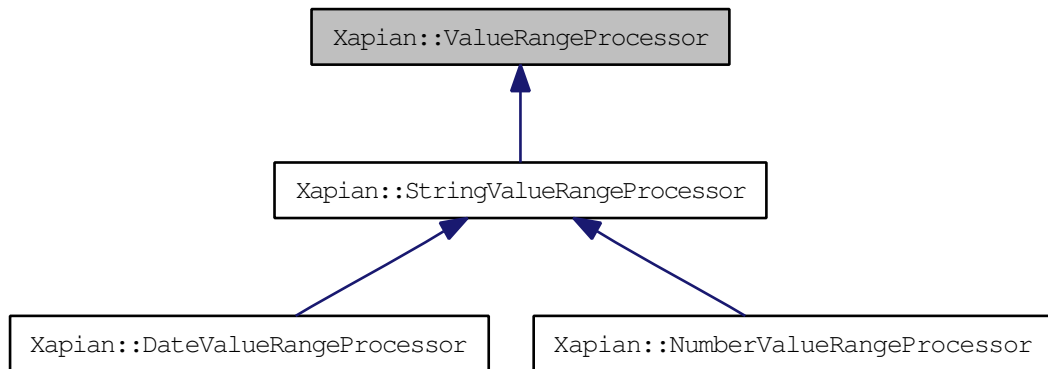 Xapian::ValueRangeProcessor
Xapian::StringValueRangeProcessor
Xapian::DateValueRangeProcessor
Xapian::NumberValueRangeProcessor